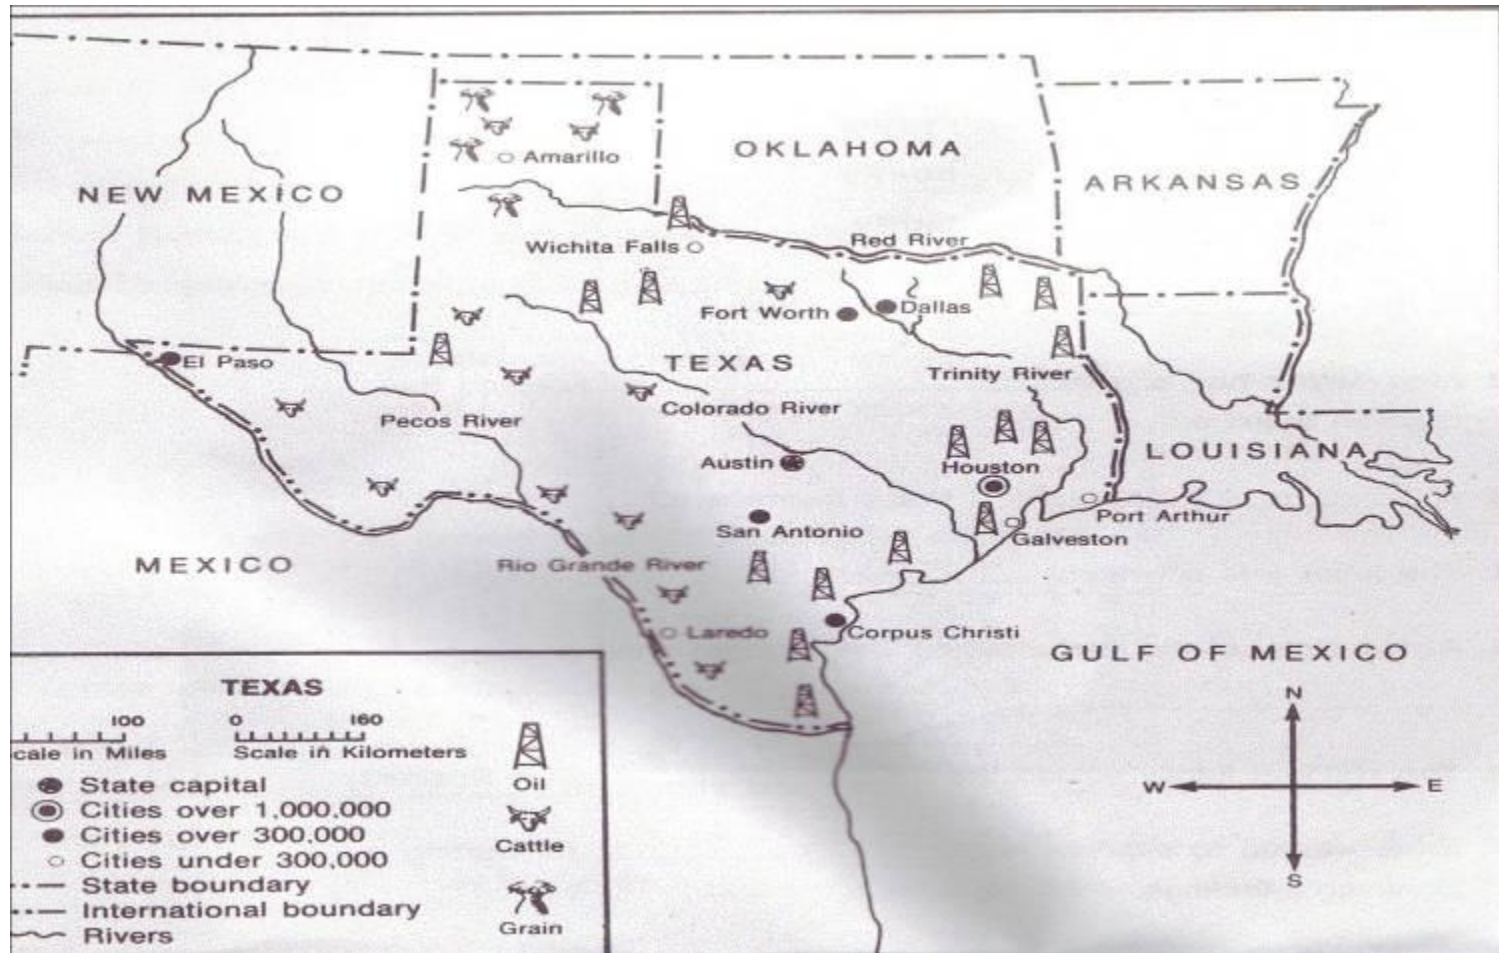 OKLAHOMA
Amarillo
ARKANSAS
NEW MEXICO
Wichita Falls
Red River
Fort Worth
Dallas
El Paso
TEXAS
Trinity River
Colorado River
Pecos River
Austin
Houston
LOUISIANA
San Antonio
Port Arthur
Galveston
MEXICO
Rio Grande River
Laredo
Corpus Christi
GULF OF MEXICO
TEXAS
100
0 160
cale in Miles
Scale in Kilometers
State capital
Cities over 1,000,000
Cities over 300,000
Cities under 300,000
State boundary
International boundary
Rivers
Oil
Cattle
Grain
N
W
E
S